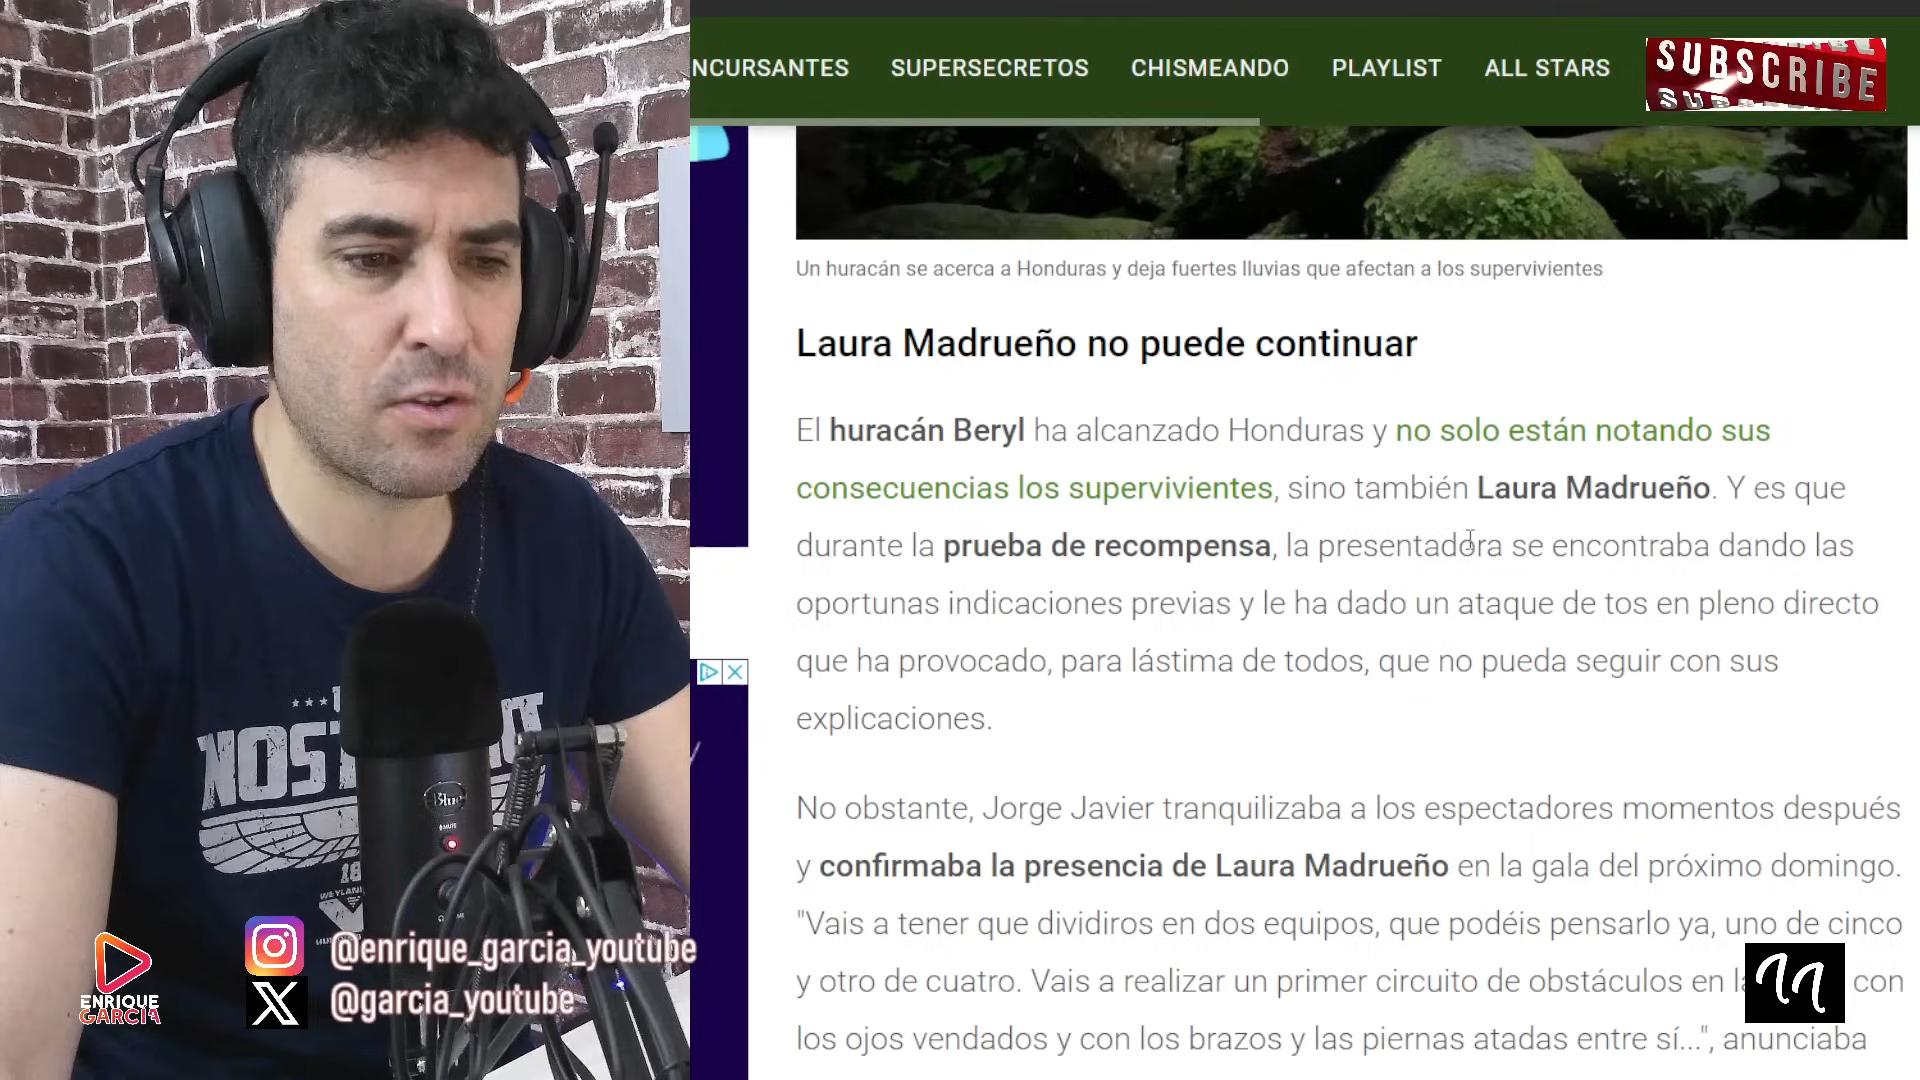 NCURSANTES SUPERSECRETOS CHISMEANDO PLAYLIST ALL STARS
SUBSCRIBE
Un huracán se acerca a Honduras y deja fuertes lluvias que afectan a los supervivientes
Laura Madrueño no puede continuar
El huracán Beryl ha alcanzado Honduras y no solo están notando sus
consecuencias los supervivientes, sino también Laura Madrueño. Y es que
durante la prueba de recompensa, la presentadora se encontraba dando las
oportunas indicaciones previas y le ha dado un ataque de tos en pleno directo
que ha provocado, para lástima de todos, que no pueda seguir con sus
explicaciones.
No obstante, Jorge Javier tranquilizaba a los espectadores momentos después
y confirmaba la presencia de Laura Madrueño en la gala del próximo domingo.
"Vais a tener que dividiros en dos equipos, que podéis pensarlo ya, uno de cinco
y otro de cuatro. Vais a realizar un primer circuito de obstáculos en con
los ojos vendados y con los brazos y las piernas atadas entre sí...", anunciaba
Blue
MUTE
ENRIQUE
GARCIA
@enrique_garcia_youtube
@garcia_youtube